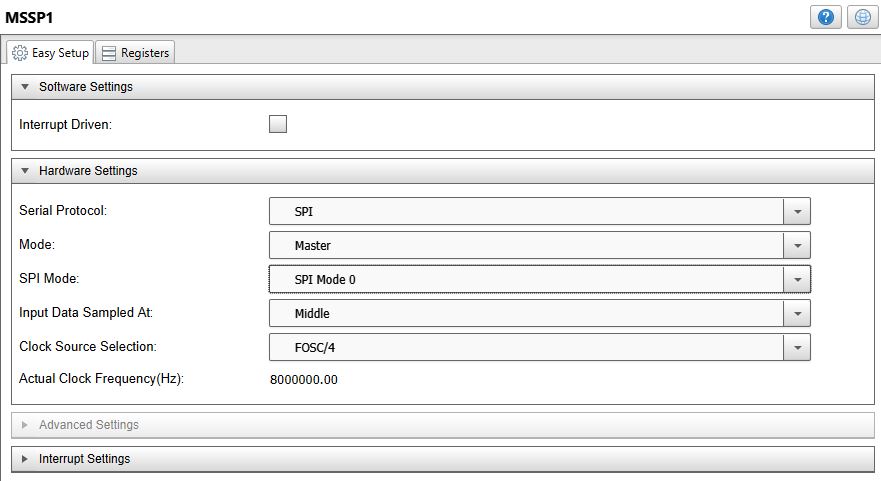 MSSP1
?
Easy Setup Registers
Software Settings
Interrupt Driven:
Hardware Settings
Serial Protocol: SPI
Mode: Master
SPI Mode: SPI Mode 0
Input Data Sampled At: Middle
Clock Source Selection: FOSC/4
Actual Clock Frequency(Hz): 8000000.00
Advanced Settings
Interrupt Settings